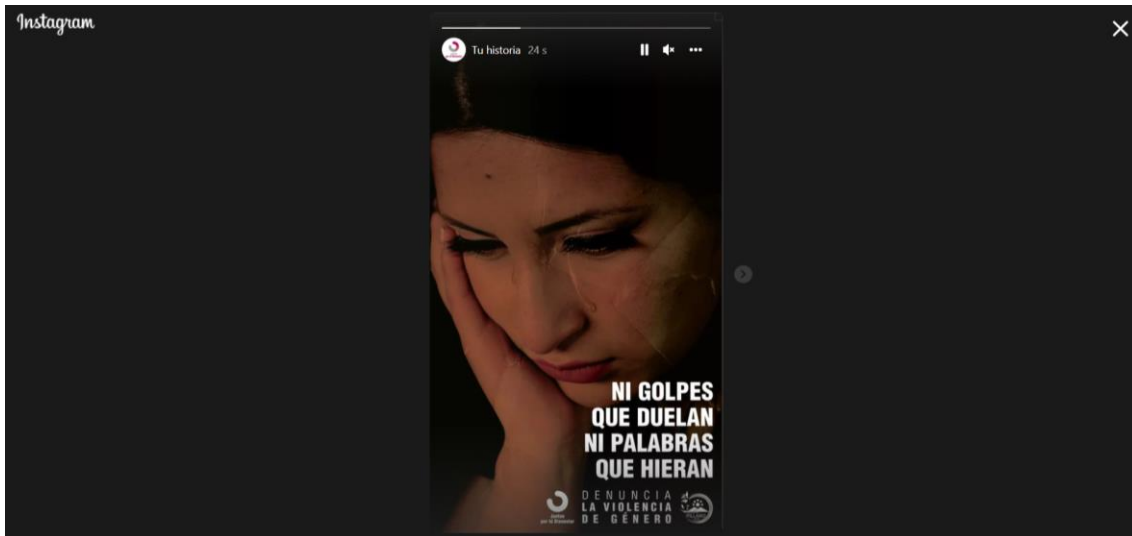 Instagram
Tu historia 24 s
NI GOLPES
QUE DUELAN
NI PALABRAS
QUE HIERAN
DENUNCIA
LA VIOLENCIA
DE GÉNERO